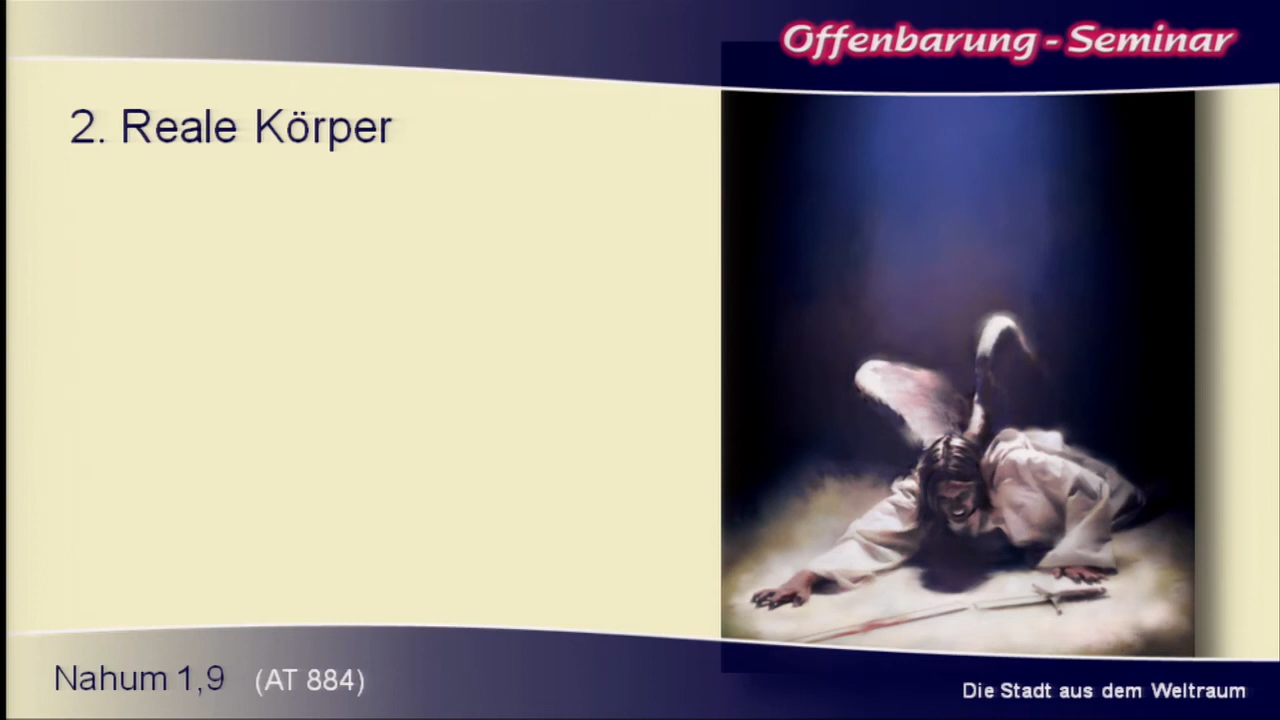 Offenbarung - Seminar
2. Reale Körper
Nahum 1,9 (AT 884)
Die Stadt aus dem Weltraum